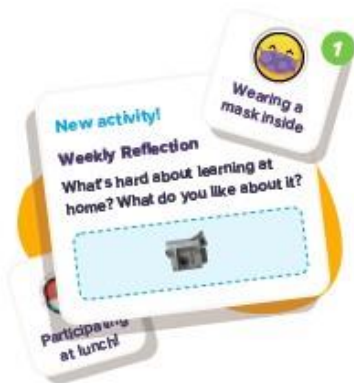 1
Wearing a
mask inside
New activity!
Weekly Reflection
What's hard about learning at
home? What do you like about it?
Participating
at lunch!